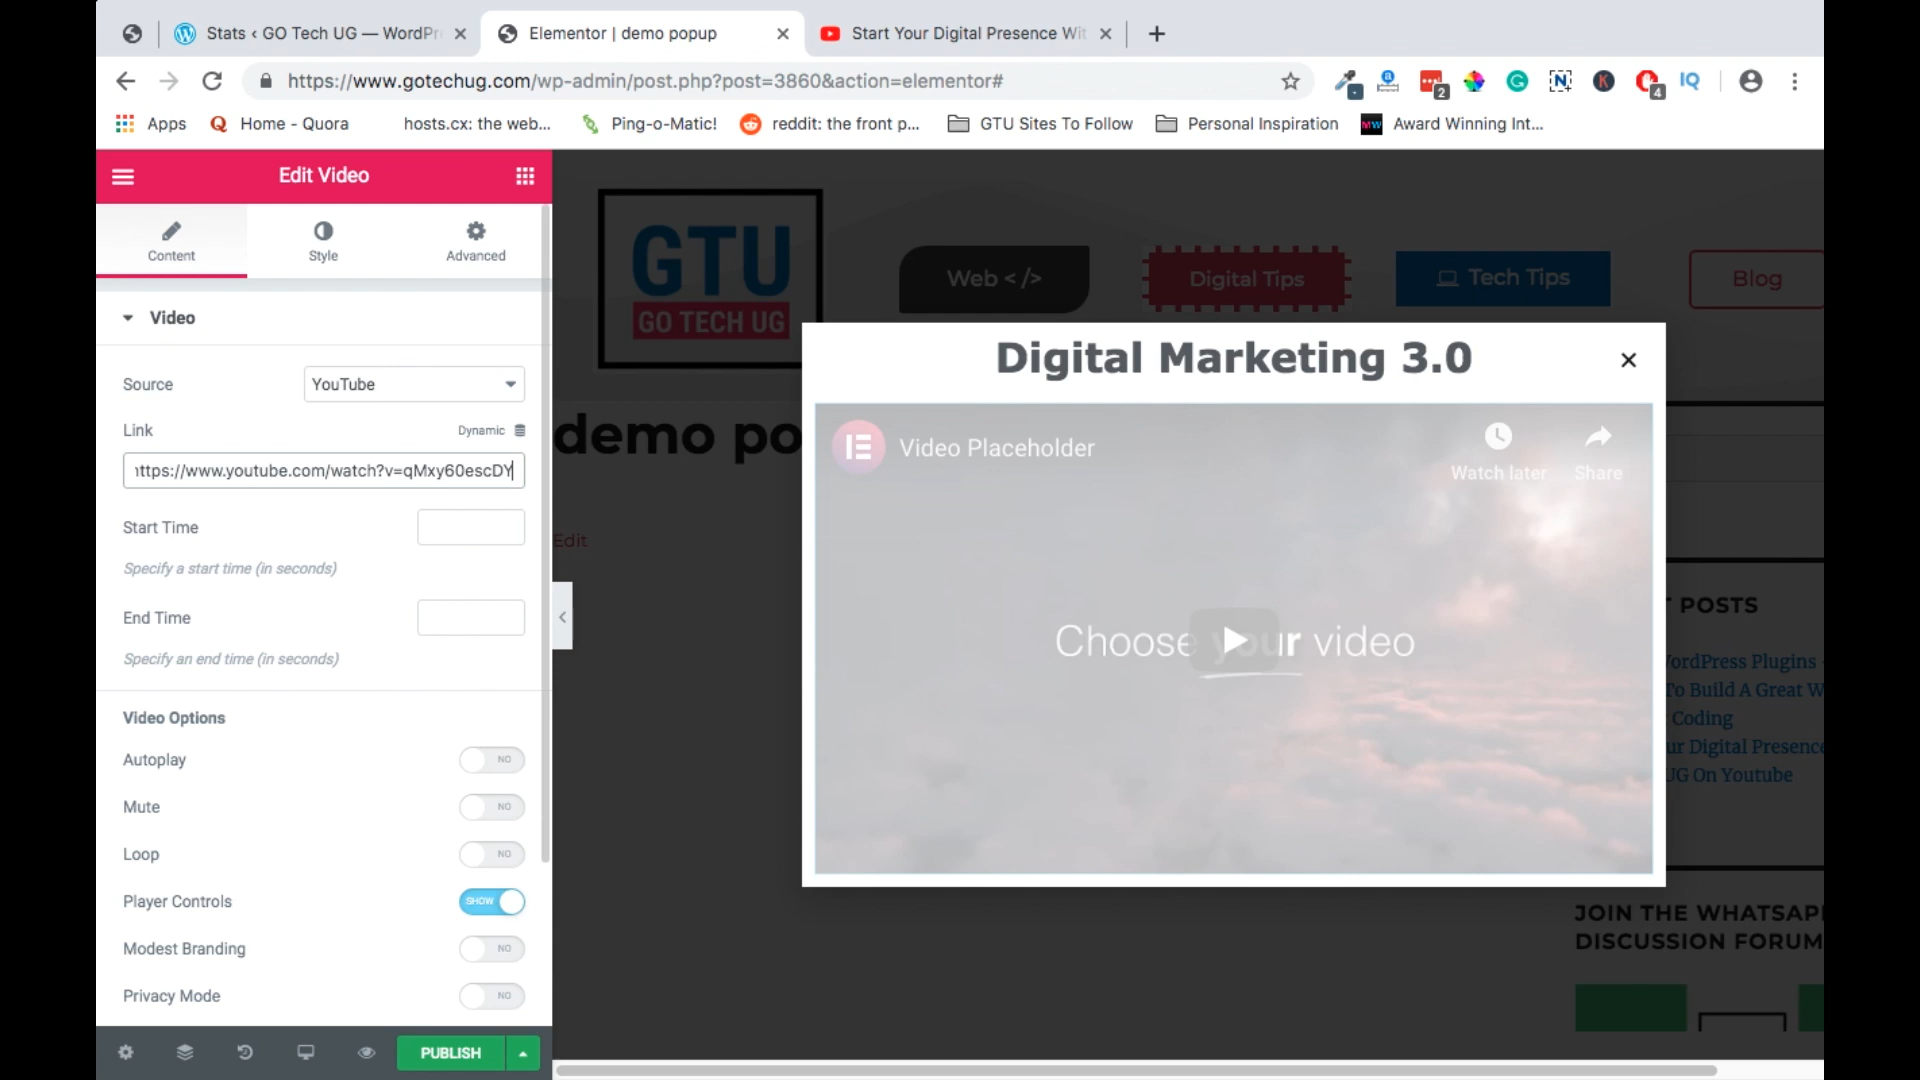 Stats ‹ GO Tech UG — WordPr
Elementor | demo popup
Start Your Digital Presence Wit
https://www.gotechug.com/wp-admin/post.php?post=3860&action=elementor#
2
4
IQ
Apps
Home - Quora
hosts.cx: the web...
Ping-o-Matic!
reddit: the front p...
GTU Sites To Follow
Personal Inspiration
Award Winning Int...
Edit Video
Content
Style
Advanced
Video
Source
YouTube
Link
Dynamic
https://www.youtube.com/watch?v=qMxy60escDY
Start Time
Specify a start time (in seconds)
End Time
Specify an end time (in seconds)
Video Options
Autoplay
NO
Mute
NO
Loop
NO
Player Controls
SHOW
Modest Branding
NO
Privacy Mode
NO
PUBLISH
GTU
GO TECH UG
Web </>
Digital Tips
Tech Tips
Blog
demo po
Edit
Digital Marketing 3.0
Video Placeholder
Watch later
Share
Choose your video
T POSTS
WordPress Plugins
To Build A Great W
Coding
ur Digital Presence
UG On Youtube
JOIN THE WHATSAP
DISCUSSION FORUM